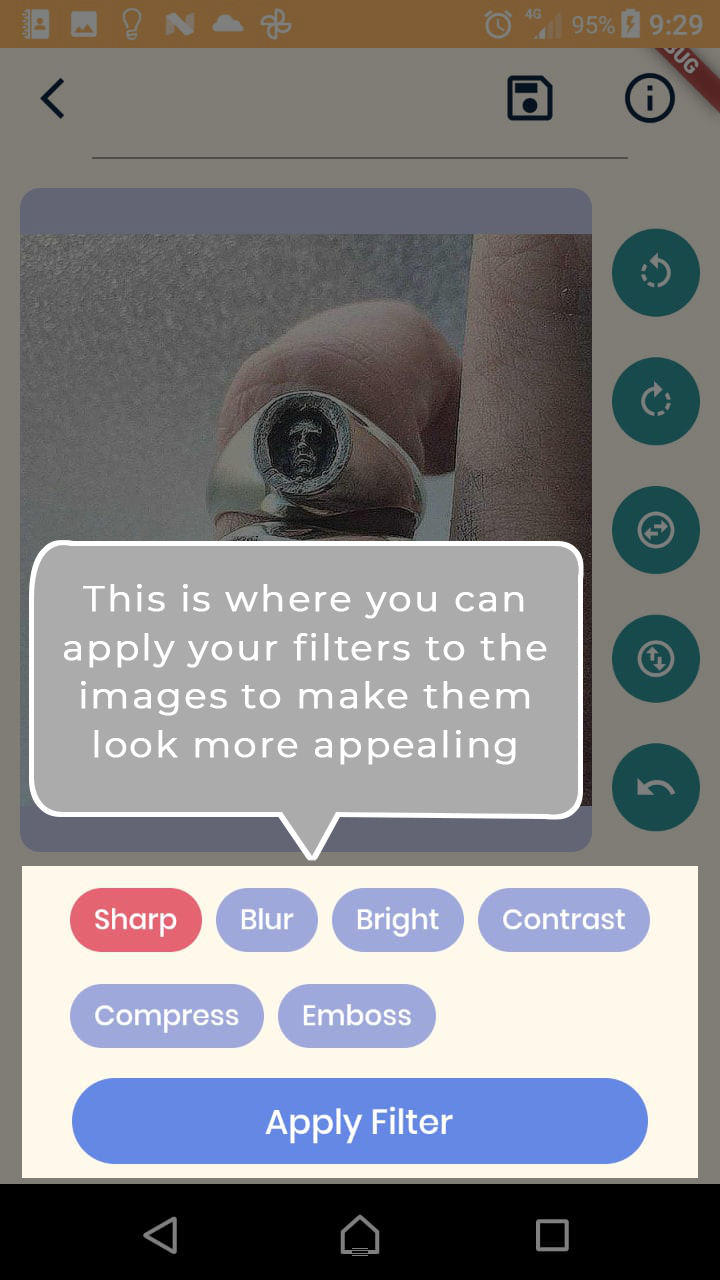 4G 95% 9:29
BUG
This is where you can
apply your filters to the
images to make them
look more appealing
Sharp Blur Bright Contrast
Compress Emboss
Apply Filter